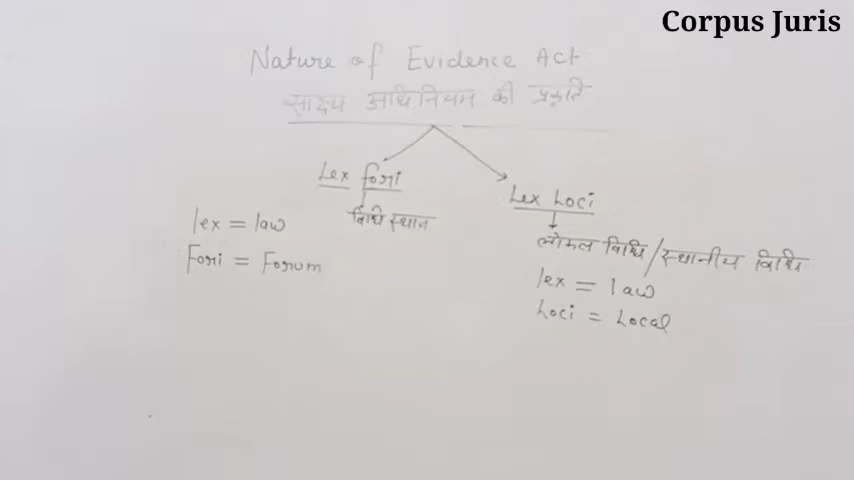 Corpus Juris
Nature of Evidence Act
साक्ष्य अधिनियम की प्रकृति
Lex fori
विधि स्थान
lex = law
Fori = Forum
Lex Loci
लोकल विधि/स्थानीय विधि
lex = law
Loci = Local